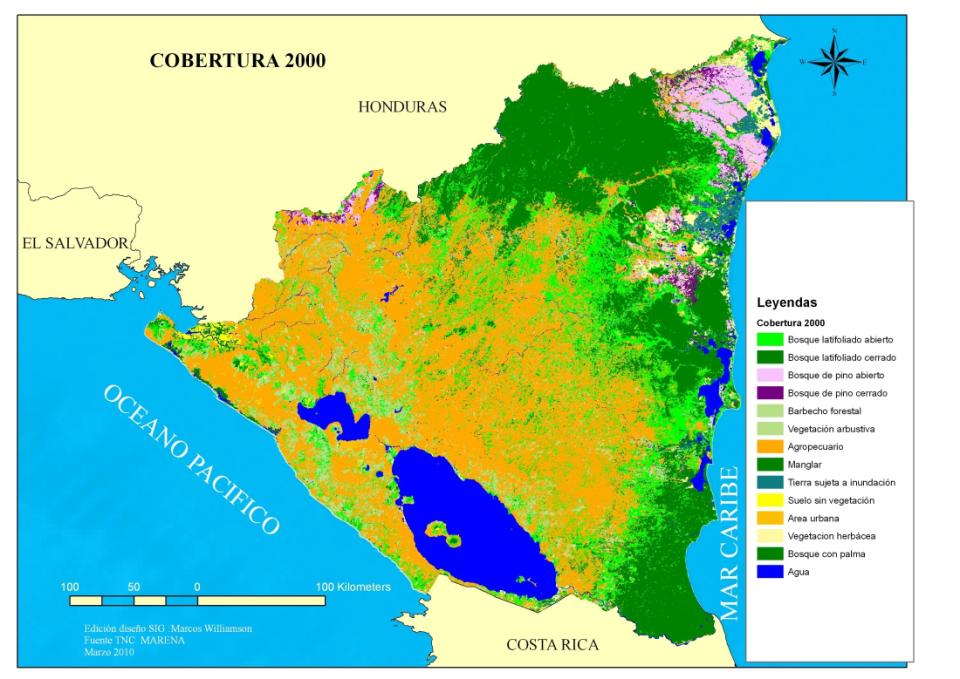 COBERTURA 2000
N
W E
S
HONDURAS
EL SALVADOR
OCEANO PACIFICO
MAR CARIBE
COSTA RICA
100 50 0 100 Kilometers
Edición diseño SIG :Marcos Williamson
Fuente TNC MARENA
Marzo 2010
Leyendas
Cobertura 2000
Bosque latifoliado abierto
Bosque latifoliado cerrado
Bosque de pino abierto
Bosque de pino cerrado
Barbecho forestal
Vegetación arbustiva
Agropecuario
Manglar
Tierra sujeta a inundación
Suelo sin vegetación
Area urbana
Vegetacion herbácea
Bosque con palma
Agua